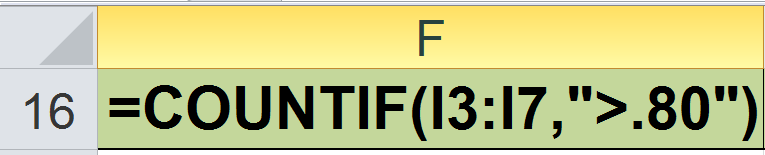 F
16 =COUNTIF(I3:I7,">.80")